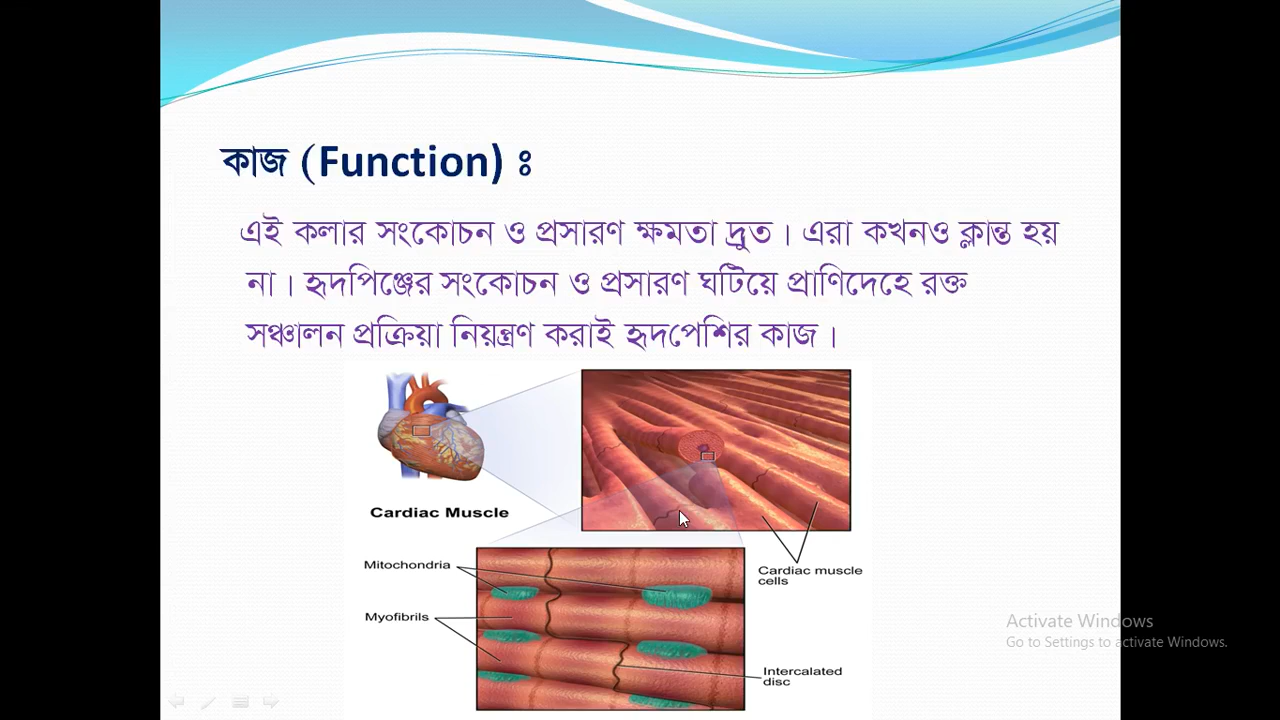 কাজ (Function) ঃ
এই কলার সংকোচন ও প্রসারণ ক্ষমতা দ্রুত। এরা কখনও ক্লান্ত হয়
না। হৃদপিঞ্জের সংকোচন ও প্রসারণ ঘটিয়ে প্রাণিদেহে রক্ত
সঞ্চালন প্রক্রিয়া নিয়ন্ত্রণ করাই হৃদপেশির কাজ।
Cardiac Muscle
Cardiac muscle
cells
Mitochondria
Myofibrils
Intercalated
disc
Activate Windows
Go to Settings to activate Windows.